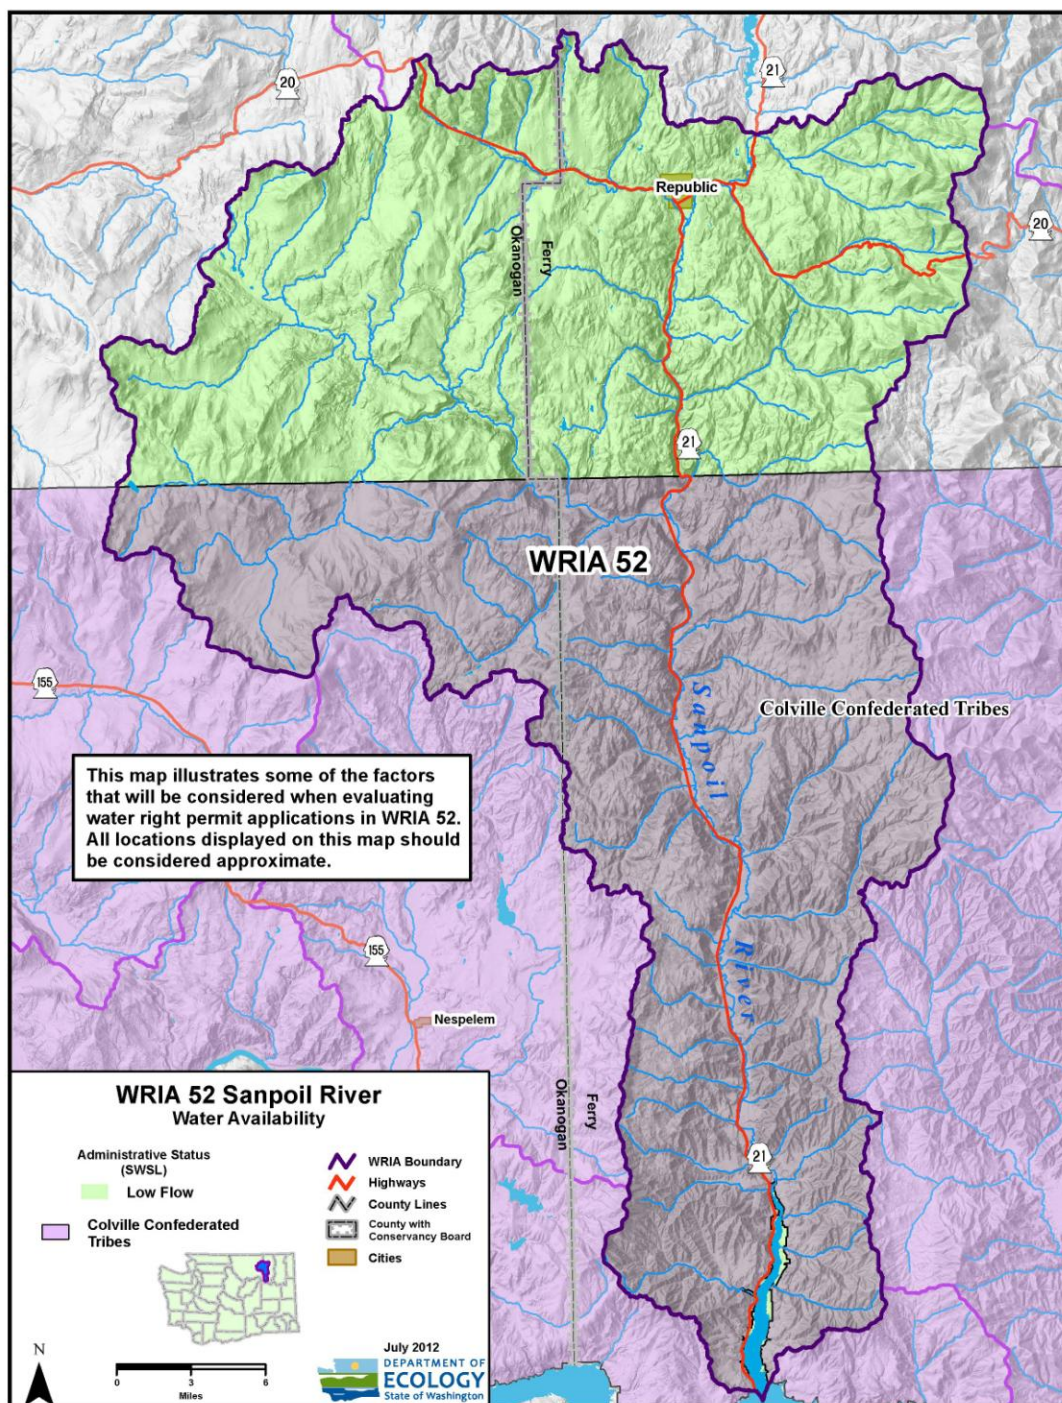 20
21
Republic
20
Okanogan
Ferry
21
WRIA 52
155
Sanpoil
Colville Confederated Tribes
This map illustrates some of the factors
that will be considered when evaluating
water right permit applications in WRIA 52.
All locations displayed on this map should
be considered approximate.
155
River
Nespelem
Okanogan
Ferry
21
WRIA 52 Sanpoil River
Water Availability
Administrative Status
(SWSL)
Low Flow
Colville Confederated
Tribes
WRIA Boundary
Highways
County Lines
County with
Conservancy Board
Cities
N
0 3 6
Miles
July 2012
DEPARTMENT OF
ECOLOGY
State of Washington